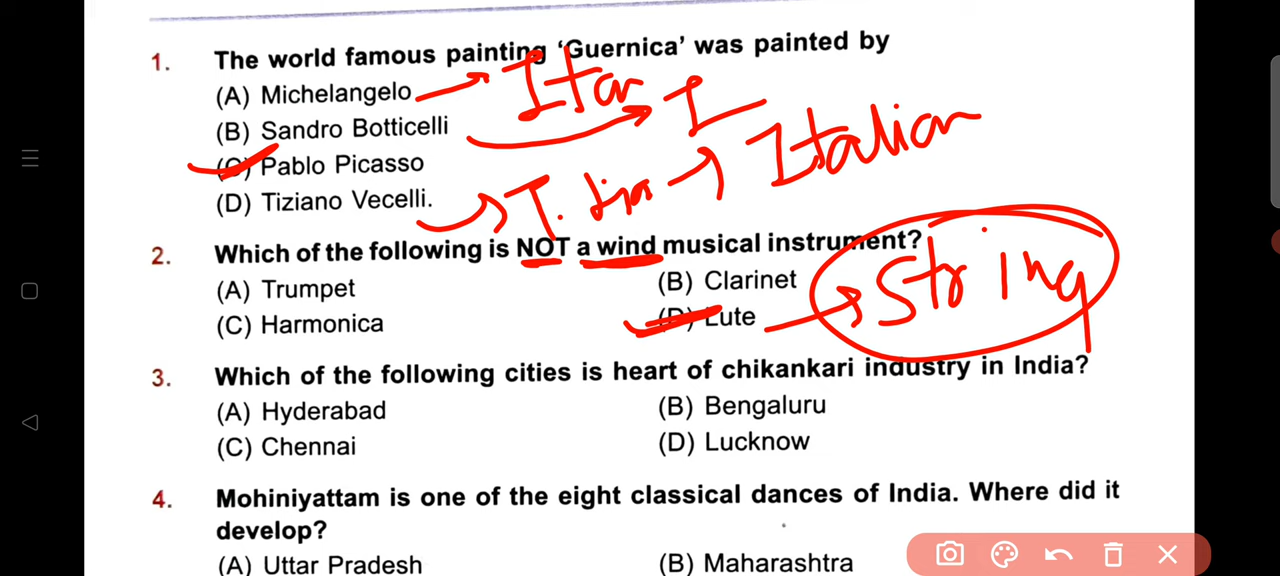 1. The world famous painting 'Guernica' was painted by
(A) Michelangelo
Itan
(B) Sandro Botticelli
I
Italian
(C) Pablo Picasso
(D) Tiziano Vecelli.
2. Which of the following is NOT a wind musical instrument?
(A) Trumpet (B) Clarinet
String
(C) Harmonica (D) Lute
3. Which of the following cities is heart of chikankari industry in India?
(A) Hyderabad (B) Bengaluru
(C) Chennai (D) Lucknow
4. Mohiniyattam is one of the eight classical dances of India. Where did it
develop?
(A) Uttar Pradesh (B) Maharashtra